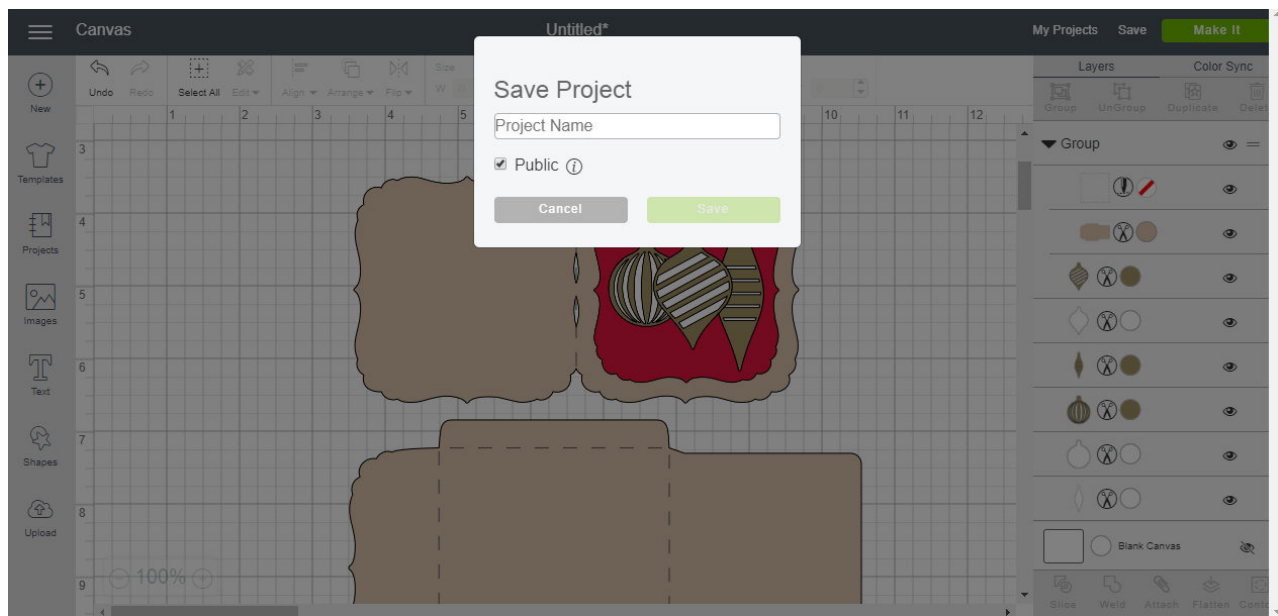 Canvas
Untitled*
My Projects Save Make It
New
Templates
Projects
Images
Text
Shapes
Upload
Undo Redo Select All Edit Align Arrange Flip Size
W
1 2 3 4 5 10 11 12
3
4
5
6
7
8
9
100%
Save Project
Project Name
Public
Cancel Save
Layers Color Sync
Group UnGroup Duplicate Delet
Group
Blank Canvas
Slice Weld Attach Flatten Conto